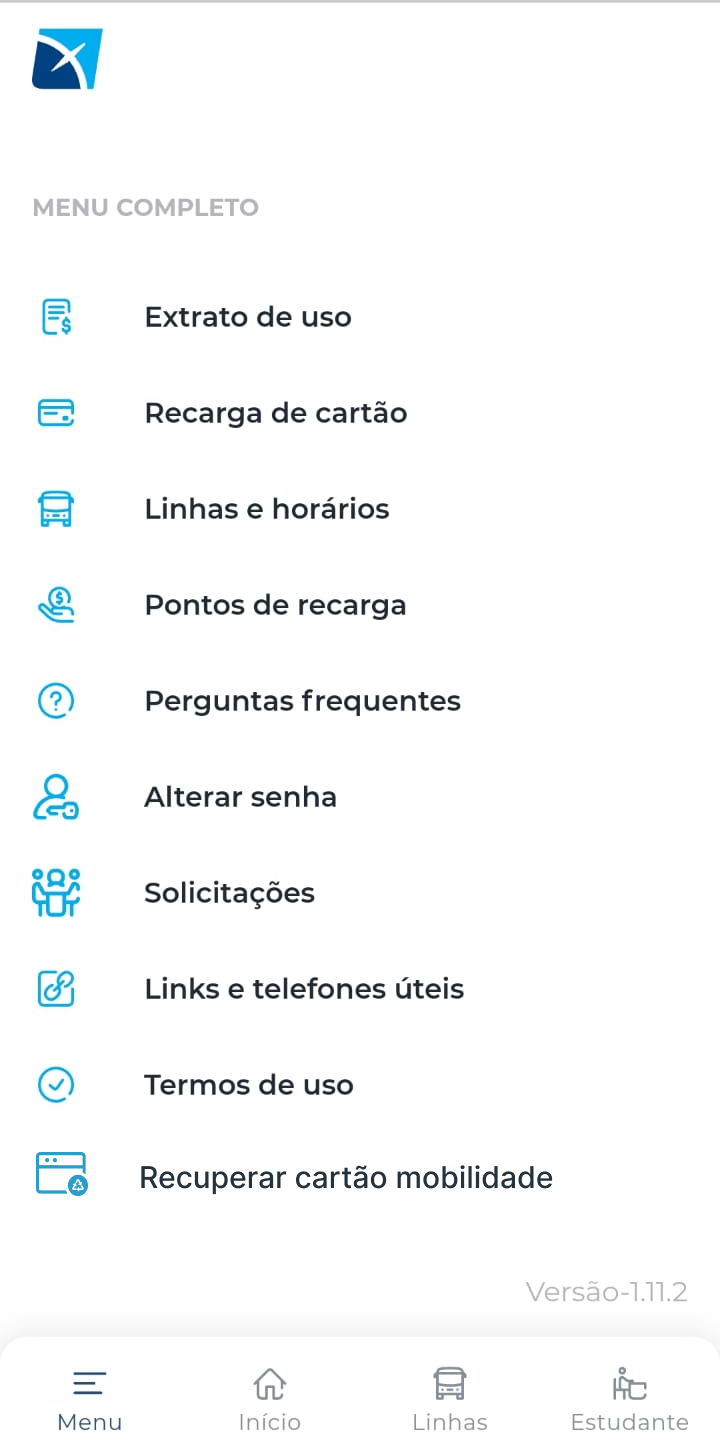 MENU COMPLETO
Extrato de uso
Recarga de cartão
Linhas e horários
Pontos de recarga
Perguntas frequentes
Alterar senha
Solicitações
Links e telefones úteis
Termos de uso
Recuperar cartão mobilidade
Versão-1.11.2
Menu Início Linhas Estudante